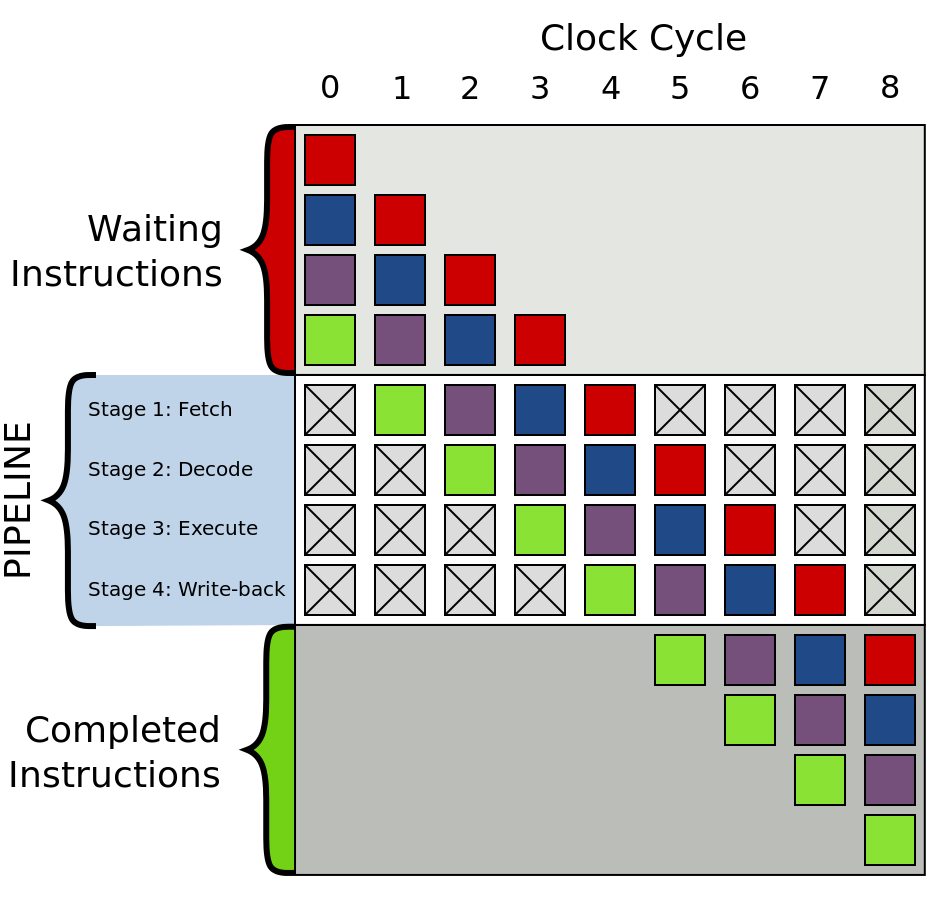 Clock Cycle
0 1 2 3 4 5 6 7 8
Waiting
Instructions
PIPELINE
Stage 1: Fetch
Stage 2: Decode
Stage 3: Execute
Stage 4: Write-back
Completed
Instructions